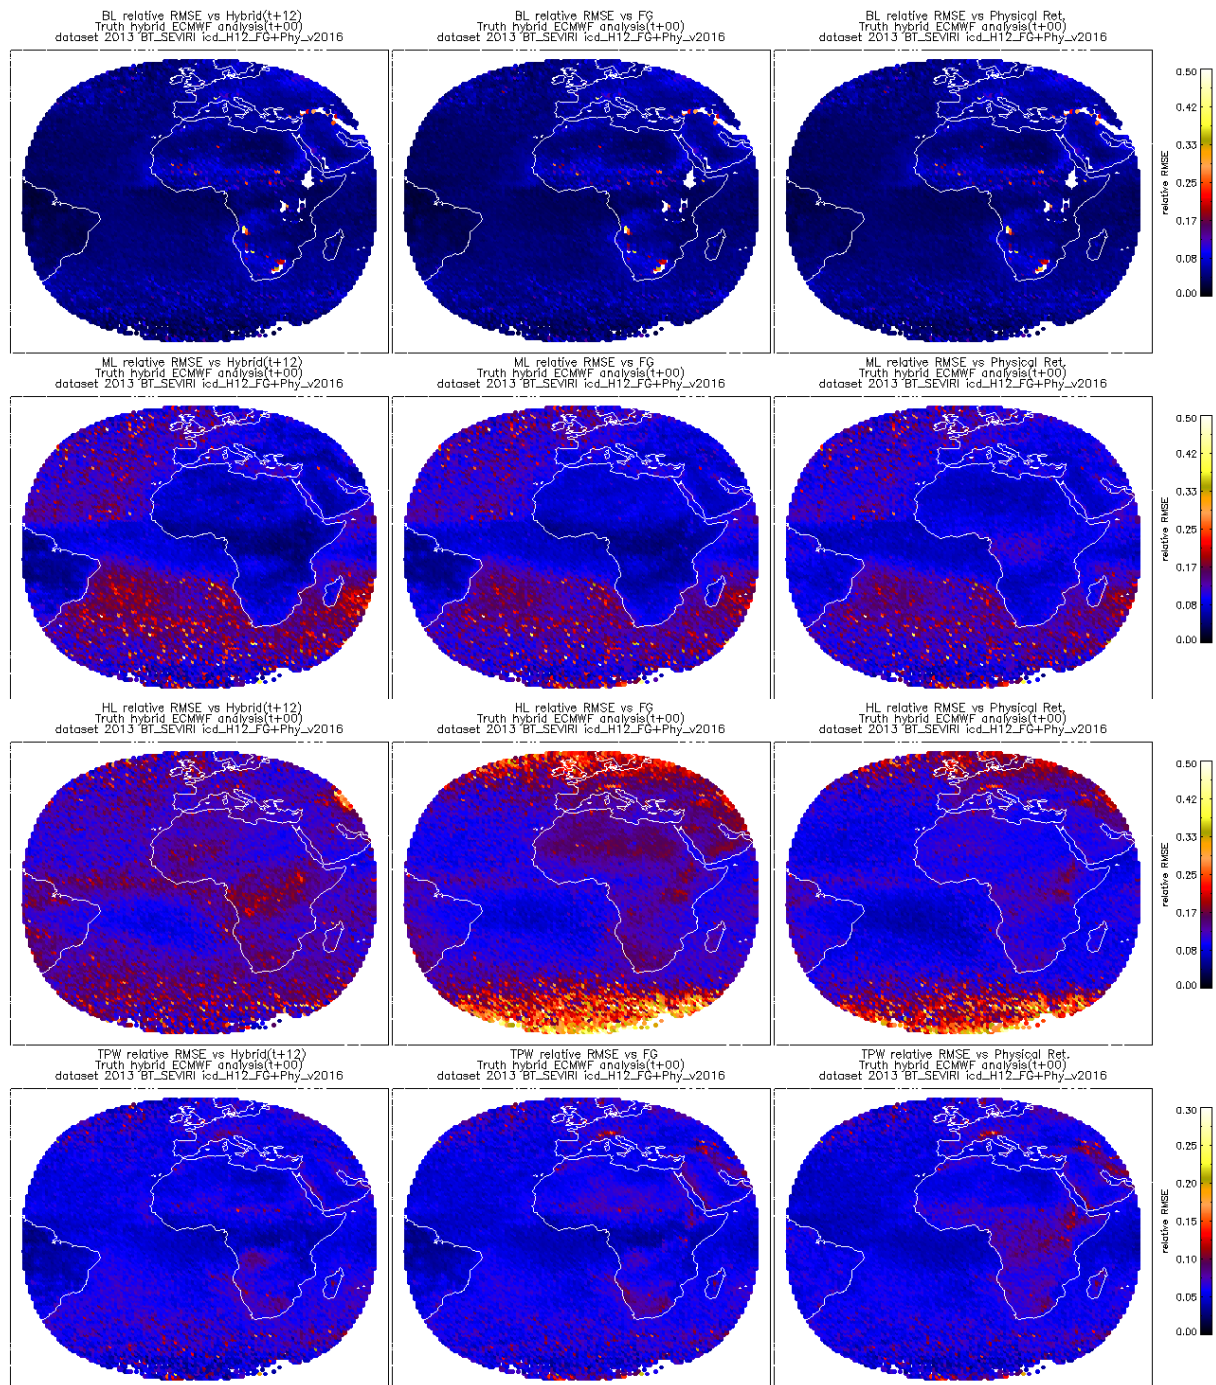 BL relative RMSE vs Hybrid(t+12)
Truth hybrid ECMWF analysis(t+00)
dataset 2013 BT_SEVIRI icd_H12_FG+Phy_v2016
BL relative RMSE vs FG
Truth hybrid ECMWF analysis(t+00)
dataset 2013 BT_SEVIRI icd_H12_FG+Phy_v2016
BL relative RMSE vs Physical Ret.
Truth hybrid ECMWF analysis(t+00)
dataset 2013 BT_SEVIRI icd_H12_FG+Phy_v2016
0.50
0.42
0.33
0.25
0.17
0.08
0.00
relative RMSE
ML relative RMSE vs Hybrid(t+12)
Truth hybrid ECMWF analysis(t+00)
dataset 2013 BT_SEVIRI icd_H12_FG+Phy_v2016
ML relative RMSE vs FG
Truth hybrid ECMWF analysis(t+00)
dataset 2013 BT_SEVIRI icd_H12_FG+Phy_v2016
ML relative RMSE vs Physical Ret.
Truth hybrid ECMWF analysis(t+00)
dataset 2013 BT_SEVIRI icd_H12_FG+Phy_v2016
0.50
0.42
0.33
0.25
0.17
0.08
0.00
relative RMSE
HL relative RMSE vs Hybrid(t+12)
Truth hybrid ECMWF analysis(t+00)
dataset 2013 BT_SEVIRI icd_H12_FG+Phy_v2016
HL relative RMSE vs FG
Truth hybrid ECMWF analysis(t+00)
dataset 2013 BT_SEVIRI icd_H12_FG+Phy_v2016
HL relative RMSE vs Physical Ret.
Truth hybrid ECMWF analysis(t+00)
dataset 2013 BT_SEVIRI icd_H12_FG+Phy_v2016
0.50
0.42
0.33
0.25
0.17
0.08
0.00
relative RMSE
TPW relative RMSE vs Hybrid(t+12)
Truth hybrid ECMWF analysis(t+00)
dataset 2013 BT_SEVIRI icd_H12_FG+Phy_v2016
TPW relative RMSE vs FG
Truth hybrid ECMWF analysis(t+00)
dataset 2013 BT_SEVIRI icd_H12_FG+Phy_v2016
TPW relative RMSE vs Physical Ret.
Truth hybrid ECMWF analysis(t+00)
dataset 2013 BT_SEVIRI icd_H12_FG+Phy_v2016
0.30
0.25
0.20
0.15
0.10
0.05
0.00
relative RMSE